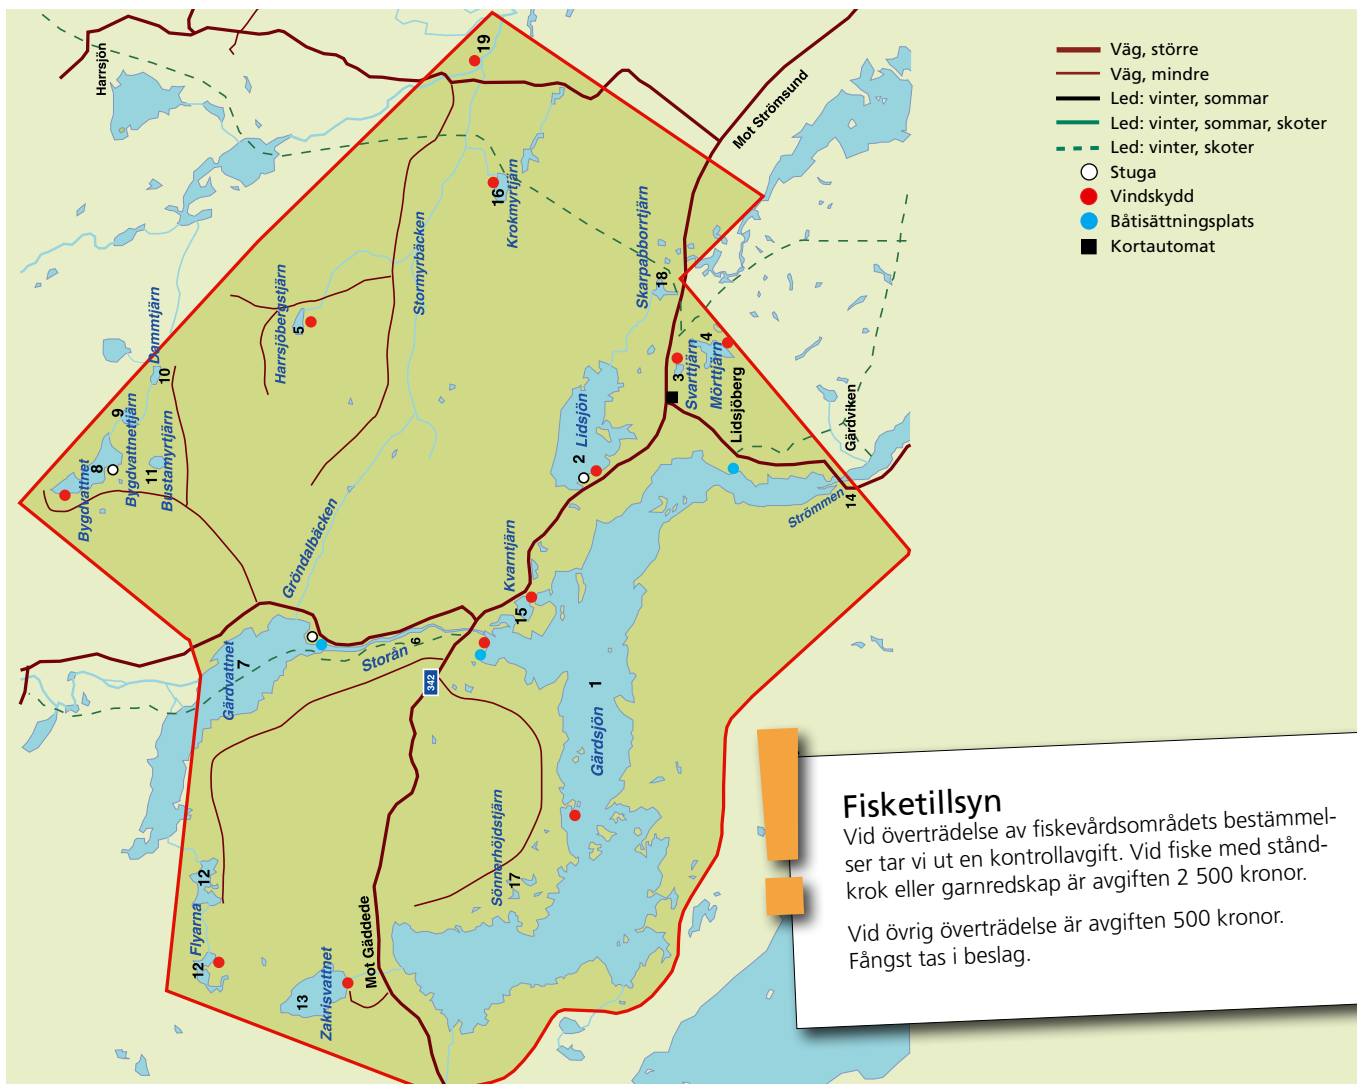 Harrsjön
19
Mot Strömsund
16
Krokmyrtjärn
Stormyrbäcken
Skarpabborrtjärn
18
Harrsjöbergstjärn
5
Dammtjärn
10
9
Bygdvattnettjärn
8
Bygdvattnet
11
Bustamyrtjärn
3
Svarttjärn
4
Mörttjärn
Lidsjöberg
Gärdviken
2
Lidsjön
Strömmen
14
Gröndalbäcken
Kvarntjärn
15
6
Storån
Gärdvattnet
7
342
1
Gärdsjön
Sönnerhöjdstjärn
17
12
Flyarna
12
13
Zakrisvattnet
Mot Gäddede
Väg, större
Väg, mindre
Led: vinter, sommar
Led: vinter, sommar, skoter
Led: vinter, skoter
Stuga
Vindskydd
Båtisättningsplats
Kortautomat
!
Fisketillsyn
Vid överträdelse av fiskevårdsområdets bestämmel-
ser tar vi ut en kontrollavgift. Vid fiske med stånd-
krok eller garnredskap är avgiften 2 500 kronor.
Vid övrig överträdelse är avgiften 500 kronor.
Fångst tas i beslag.